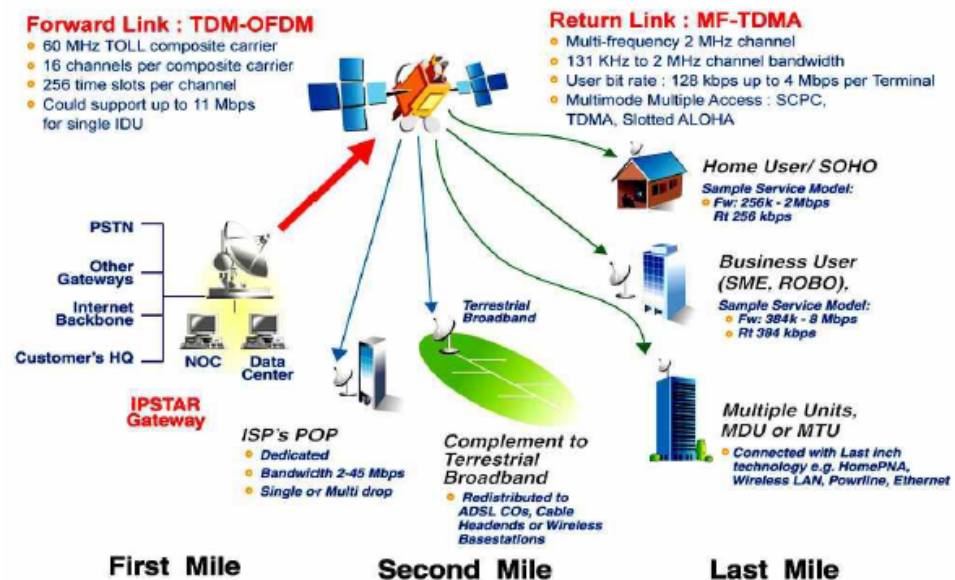 Forward Link : TDM-OFDM
60 MHz TOLL composite carrier
16 channels per composite carrier
256 time slots per channel
Could support up to 11 Mbps
for single IDU
Return Link : MF-TDMA
Multi-frequency 2 MHz channel
131 KHz to 2 MHz channel bandwidth
User bit rate : 128 kbps up to 4 Mbps per Terminal
Multimode Multiple Access : SCPC,
TDMA, Slotted ALOHA
Home User/ SOHO
Sample Service Model:
Fw: 256k - 2Mbps
Rt 256 kbps
PSTN
Other
Gateways
Internet
Backbone
Customer's HQ
NOC
Data
Center
IPSTAR
Gateway
Business User
(SME, ROBO).
Sample Service Model:
Fw: 384k - 8 Mbps
Rt 384 kbps
Terrestrial
Broadband
ISP's POP
Dedicated
Bandwidth 2-45 Mbps
Single or Multi drop
Complement to
Terrestrial
Broadband
Redistributed to
ADSL COs, Cable
Headends or Wireless
Basestations
Multiple Units,
MDU or MTU
Connected with Last inch
technology e.g. HomePNA,
Wireless LAN, Powrline, Ethernet
First Mile
Second Mile
Last Mile